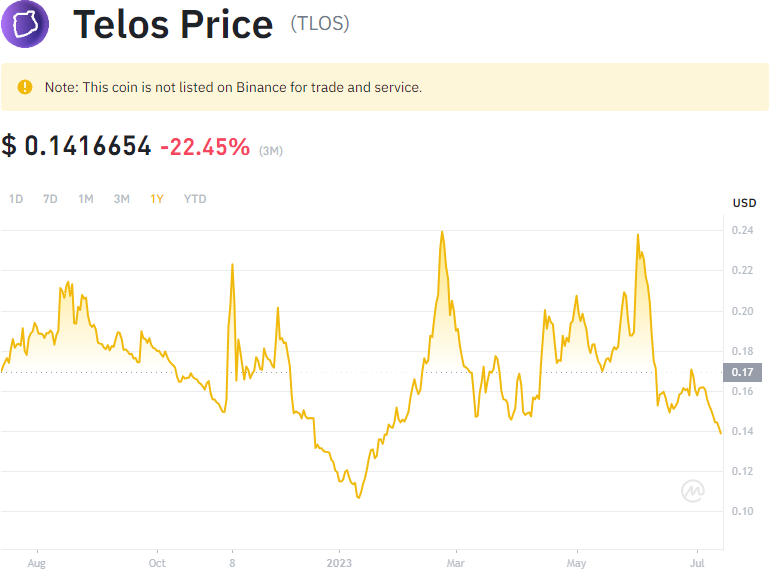 Telos Price (TLOS)
Note: This coin is not listed on Binance for trade and service.
$ 0.1416654 -22.45% (3M)
1D 7D 1M 3M 1Y YTD
USD
0.24
0.22
0.20
0.18
0.17
0.16
0.14
0.12
0.10
Aug Oct 8 2023 Mar May Jul